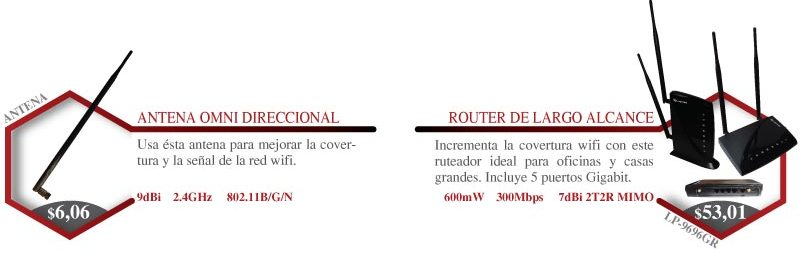 ANTENA
ANTENA OMNI DIRECCIONAL
Usa ésta antena para mejorar la cover-
tura y la señal de la red wifi.
9dBi 2.4GHz 802.11B/G/N
$6,06
ROUTER DE LARGO ALCANCE
Incrementa la covertura wifi con este
ruteador ideal para oficinas y casas
grandes. Incluye 5 puertos Gigabit.
600mW 300Mbps 7dBi 2T2R MIMO
$53,01
LP-9696GR